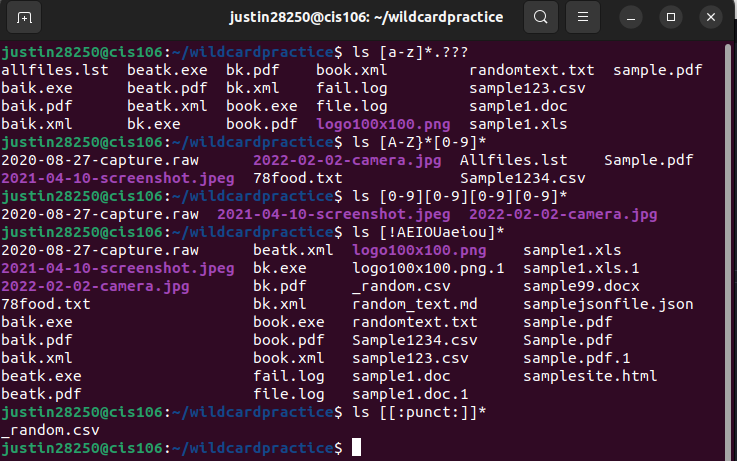 justin28250@cis106: ~/wildcardpractice
justin28250@cis106:~/wildcardpractice$ ls [a-z]*.???
allfiles.lst  beatk.exe  bk.pdf    book.xml         randomtext.txt  sample.pdf
baik.exe      beatk.pdf  bk.xml    fail.log         sample123.csv
baik.pdf      beatk.xml  book.exe  file.log         sample1.doc
baik.xml      bk.exe     book.pdf  logo100x100.png  sample1.xls
justin28250@cis106:~/wildcardpractice$ ls [A-Z}*[0-9]*
2020-08-27-capture.raw      2022-02-02-camera.jpg  Allfiles.lst    Sample.pdf
2021-04-10-screenshot.jpeg  78food.txt             Sample1234.csv
justin28250@cis106:~/wildcardpractice$ ls [0-9][0-9][0-9][0-9]*
2020-08-27-capture.raw  2021-04-10-screenshot.jpeg  2022-02-02-camera.jpg
justin28250@cis106:~/wildcardpractice$ ls [!AEIOUaeiou]*
2020-08-27-capture.raw      beatk.xml  logo100x100.png    sample1.xls
2021-04-10-screenshot.jpeg  bk.exe     logo100x100.png.1  sample1.xls.1
2022-02-02-camera.jpg       bk.pdf     _random.csv        sample99.docx
78food.txt                  bk.xml     random_text.md     samplejsonfile.json
baik.exe                    book.exe   randomtext.txt     sample.pdf
baik.pdf                    book.pdf   Sample1234.csv     Sample.pdf
baik.xml                    book.xml   sample123.csv      sample.pdf.1
beatk.exe                   fail.log   sample1.doc        samplesite.html
beatk.pdf                   file.log   sample1.doc.1
justin28250@cis106:~/wildcardpractice$ ls [[:punct:]]*
_random.csv
justin28250@cis106:~/wildcardpractice$